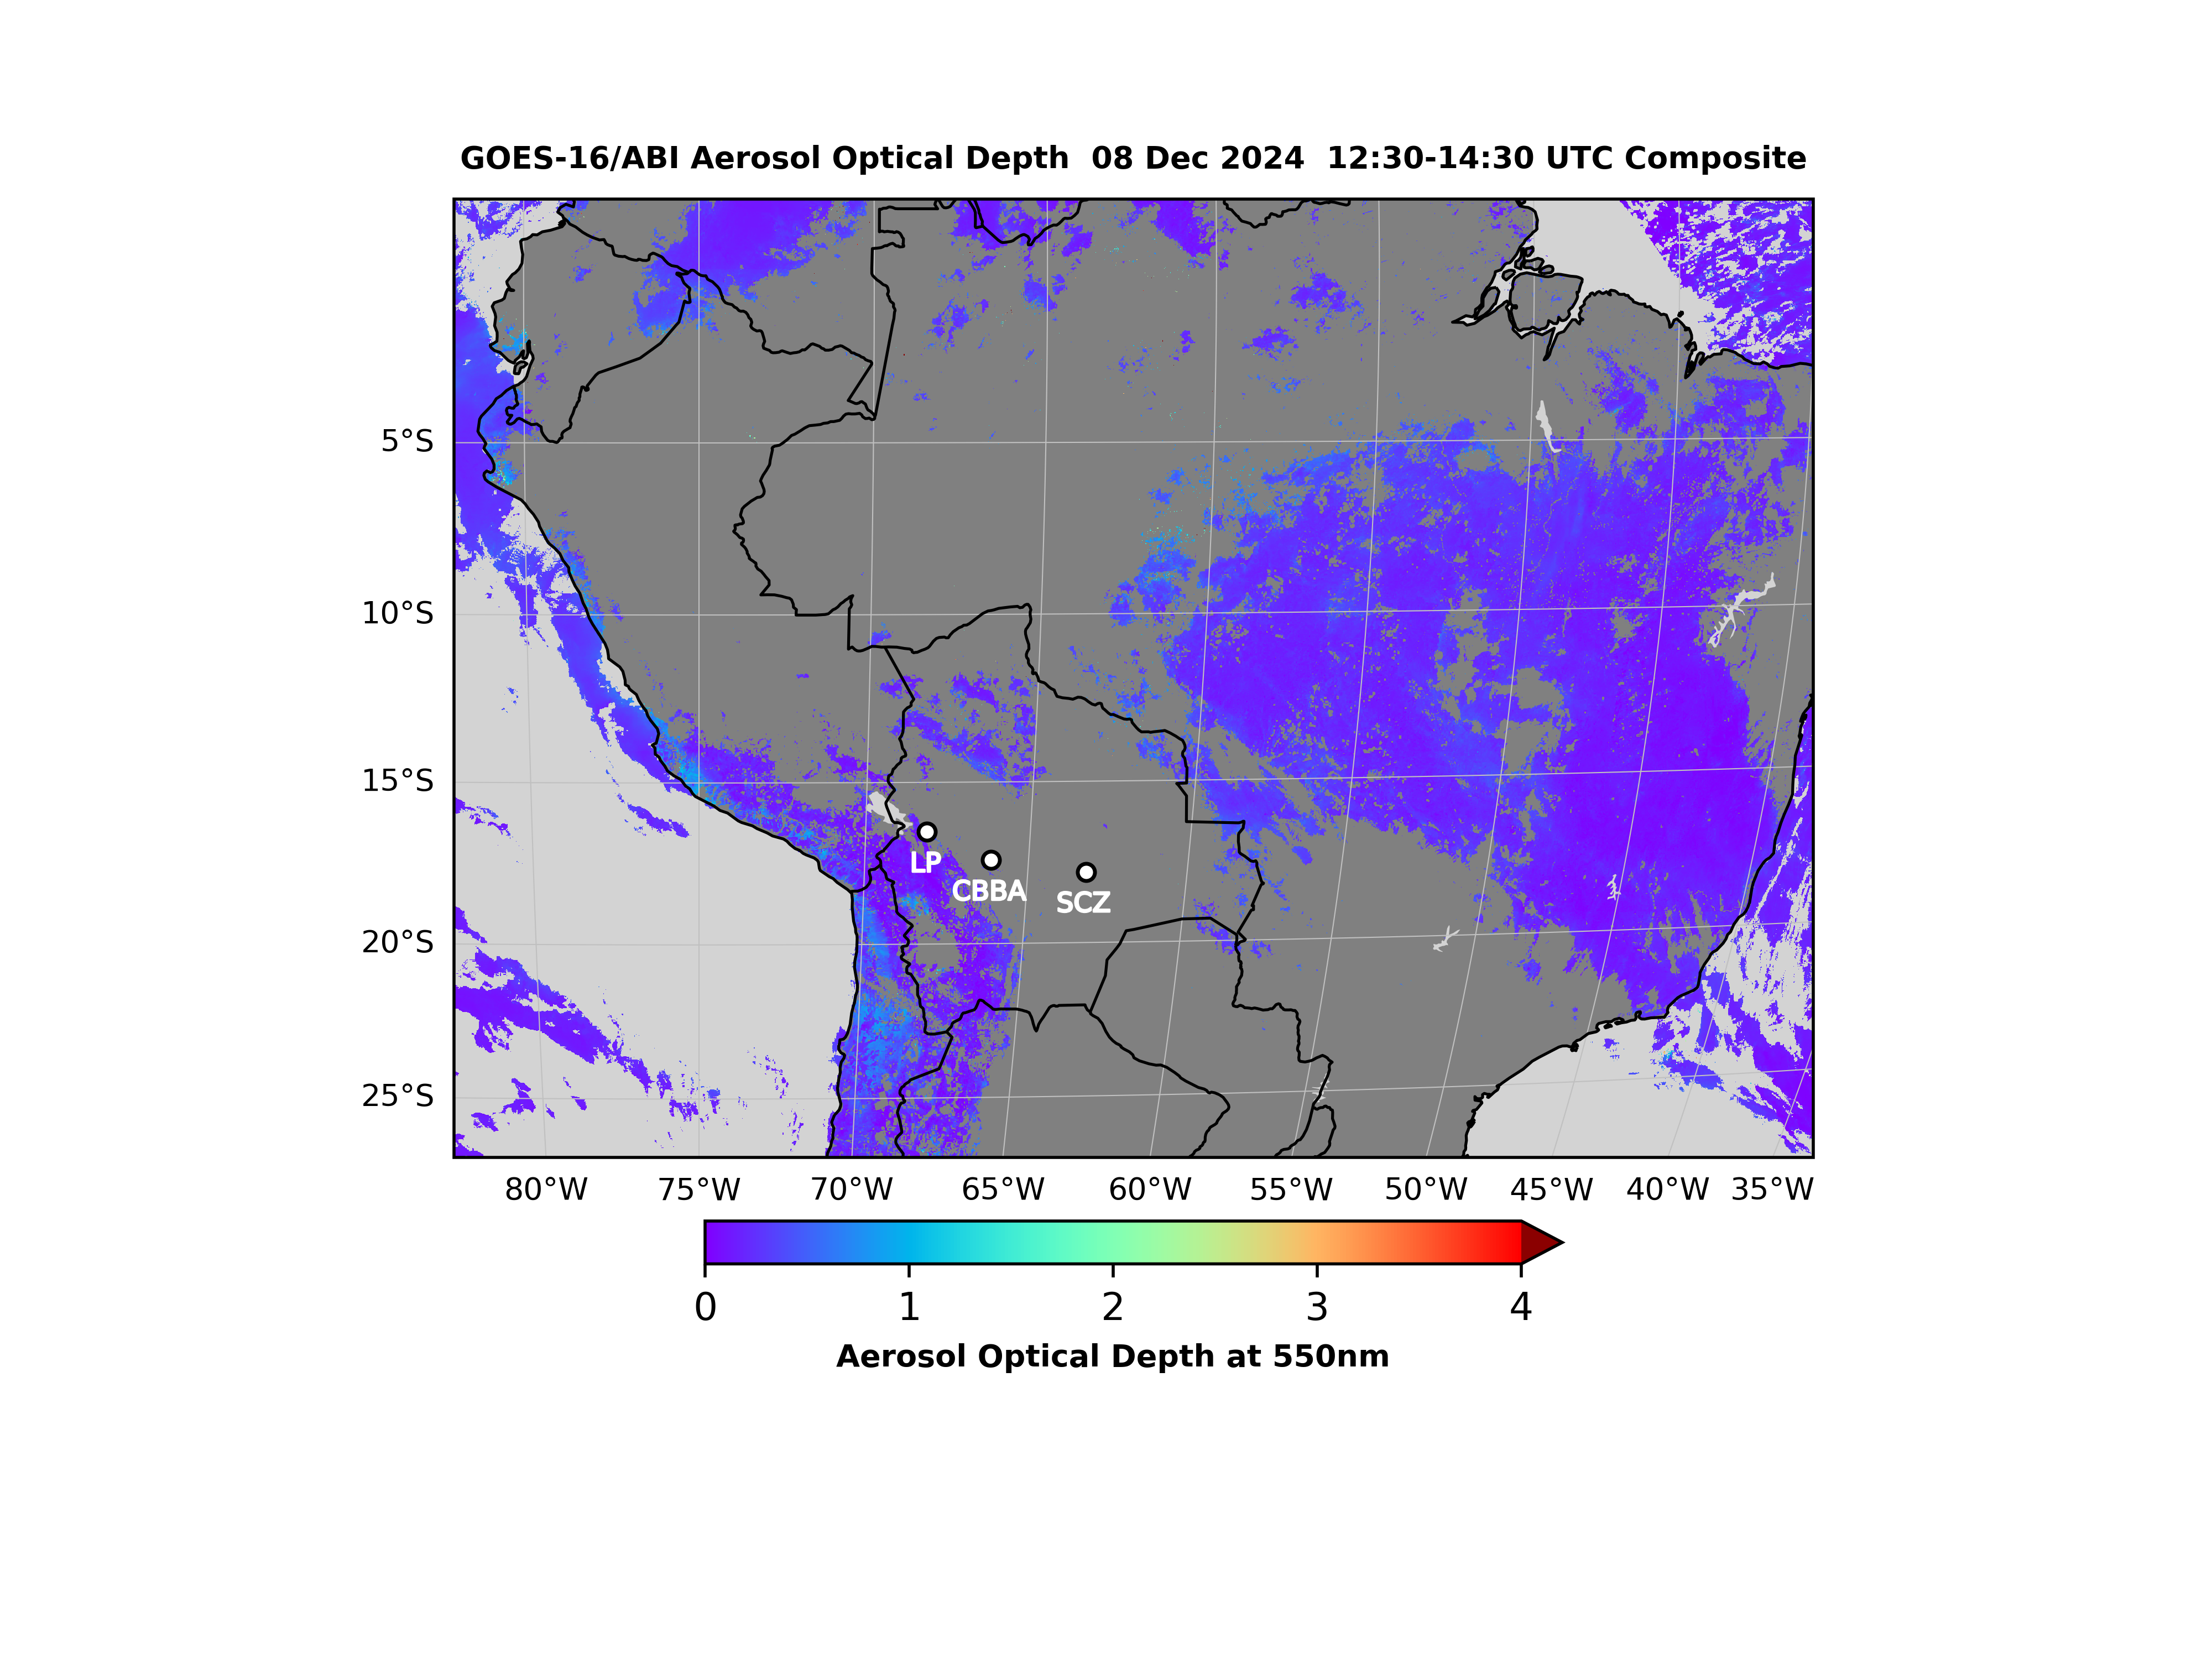 GOES-16/ABI Aerosol Optical Depth  08 Dec 2024  12:30-14:30 UTC Composite
5°S
10°S
15°S
LP
CBBA
SCZ
20°S
25°S
80°W 75°W 70°W 65°W 60°W 55°W 50°W 45°W 40°W 35°W
0 1 2 3 4
Aerosol Optical Depth at 550nm